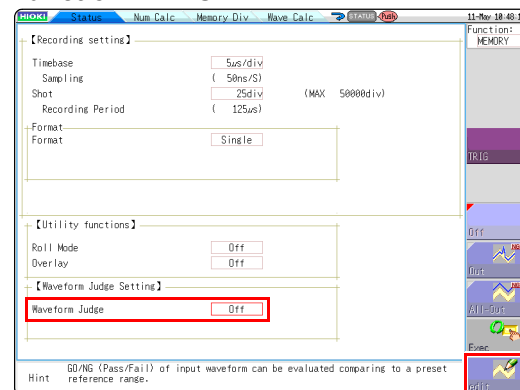 HIOKI Status Num Calc Memory Div Wave Calc STATUS Push 11-May 10:48:1
Function:
MEMORY
【Recording setting】
Timebase 5µs/div
Sampling ( 50ns/S)
Shot 25div (MAX 50000div)
Recording Period ( 125µs)
Format
Format Single
TRIG
【Utility functions】
Off
Roll Mode Off
Overlay Off
NG
Out
【Waveform Judge Setting】
NG
Waveform Judge Off
All-Out
Exec
GO/NG (Pass/Fail) of input waveform can be evaluated comparing to a preset
Hint reference range.
edit